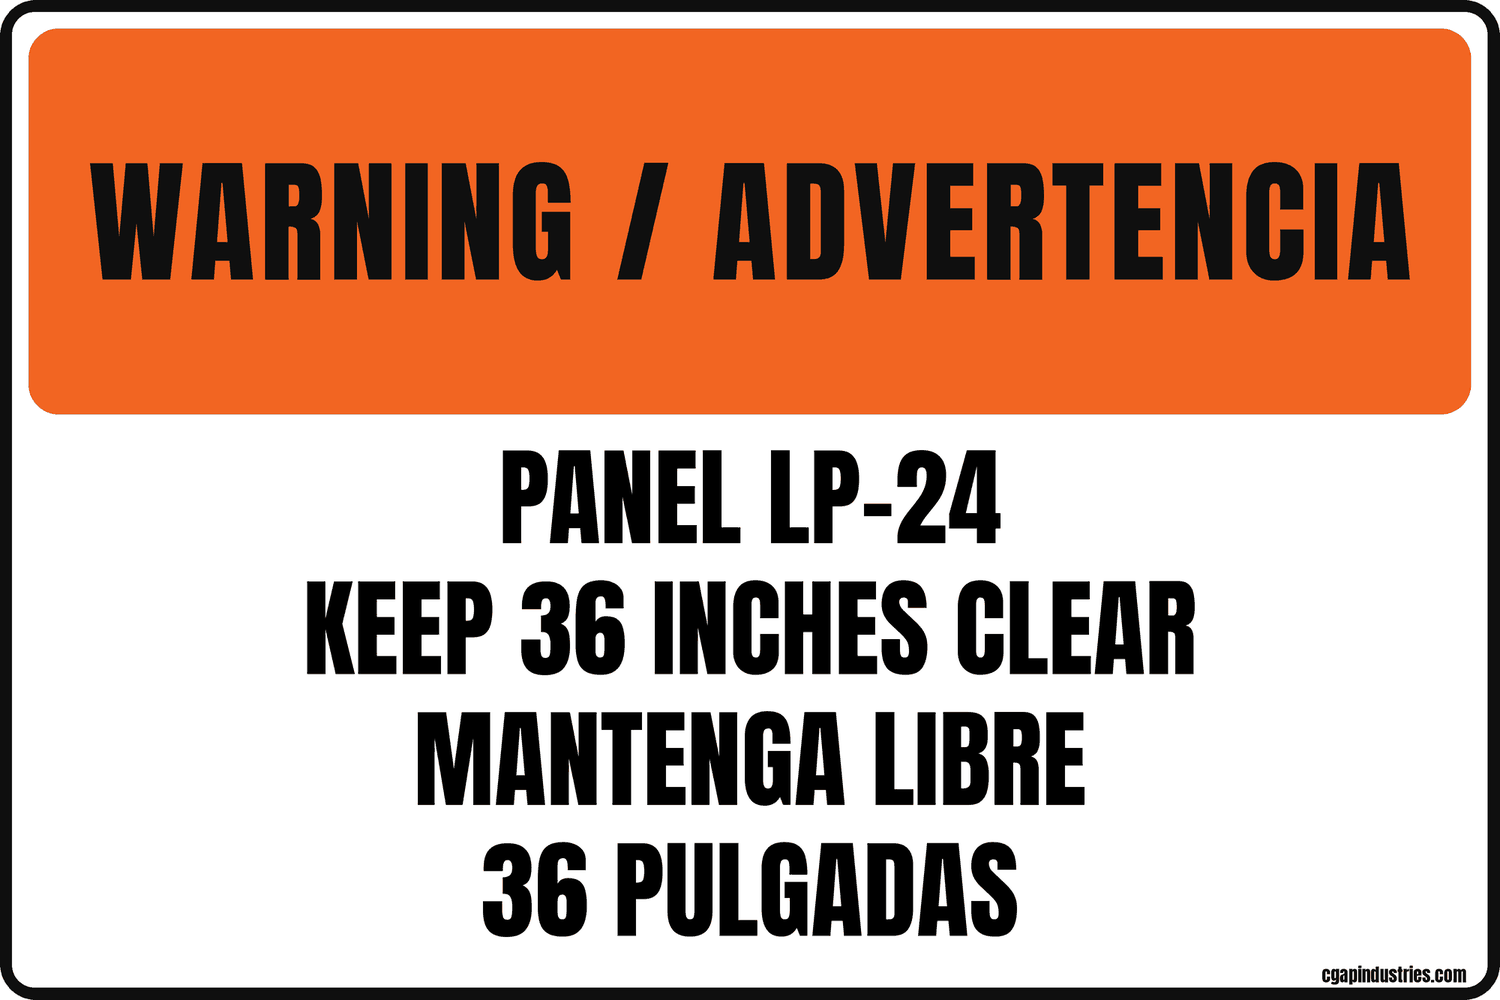 WARNING / ADVERTENCIA
PANEL LP-24
KEEP 36 INCHES CLEAR
MANTENGA LIBRE
36 PULGADAS
cgapindustries.com